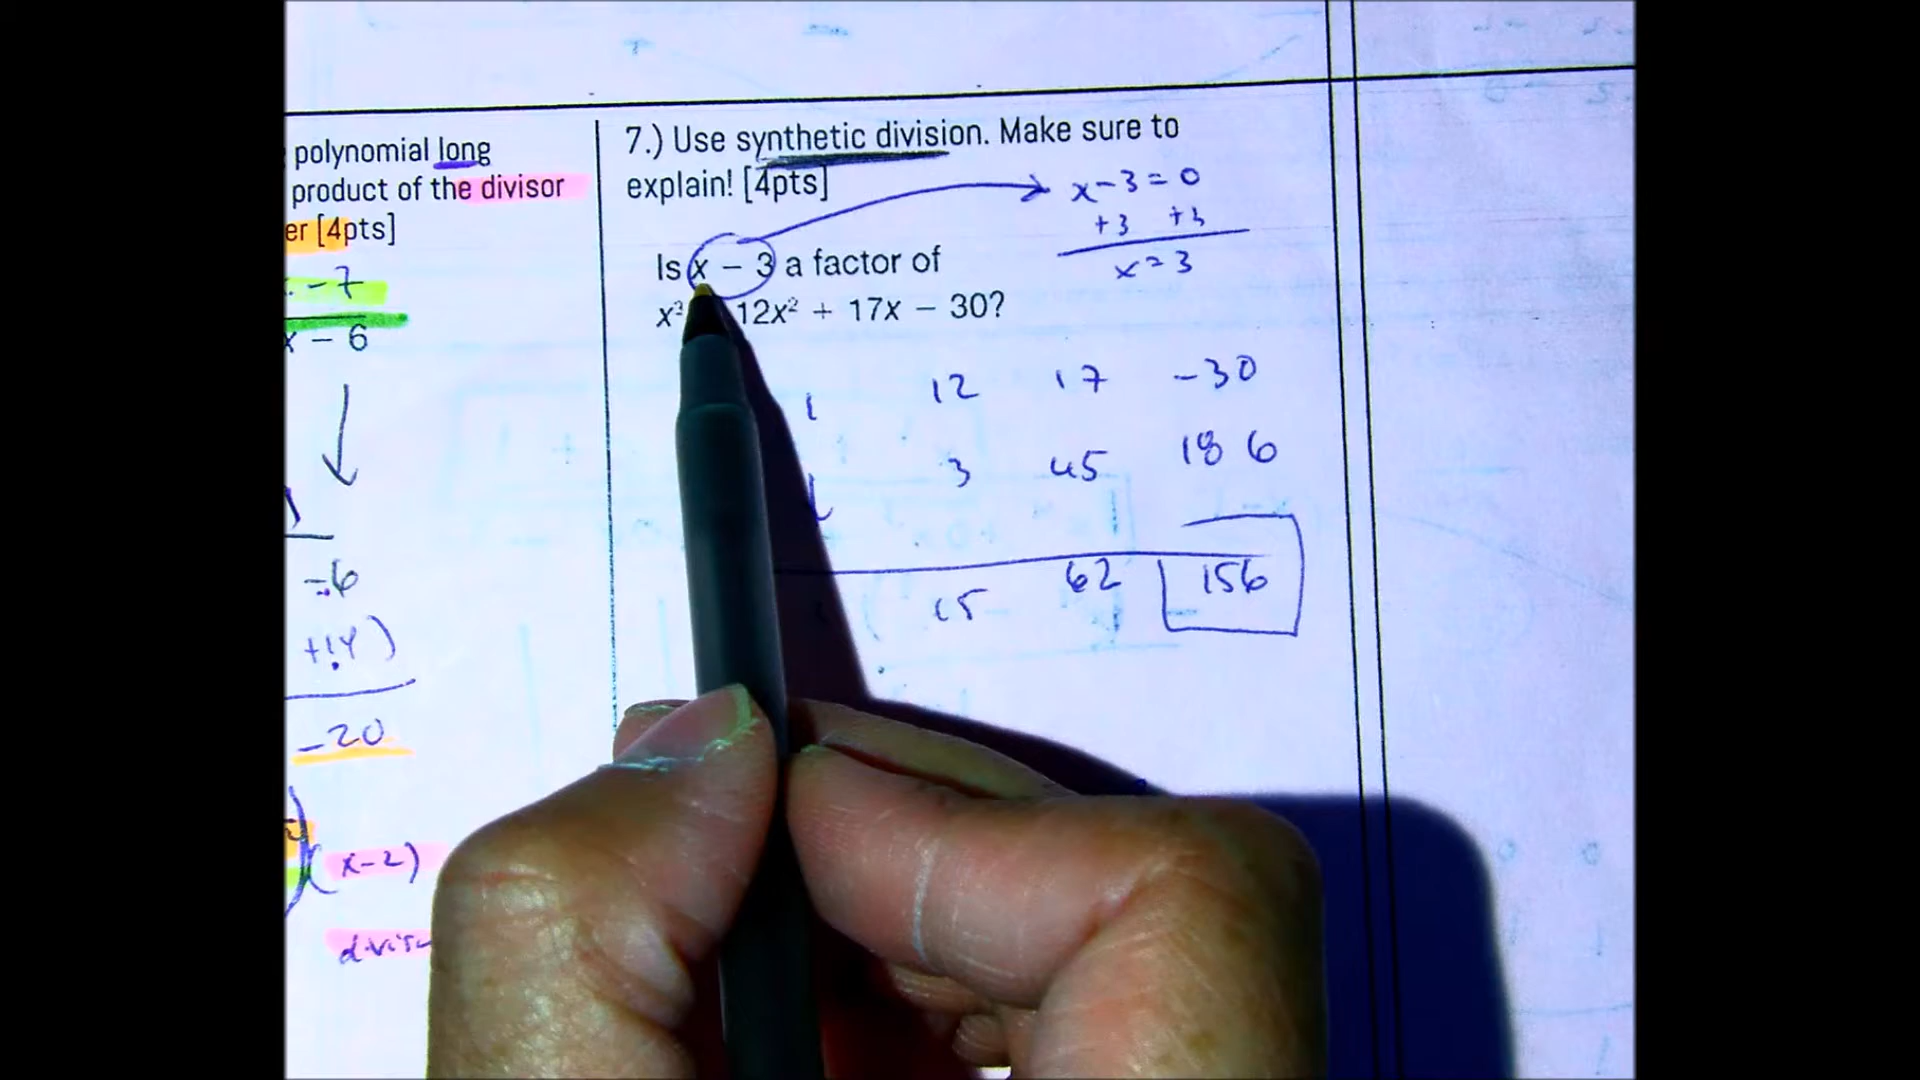 polynomial long
product of the divisor
er [4pts]
- 7
x - 6
-6
+14)
-20
(x-2)
7.) Use synthetic division. Make sure to
explain! [4pts]
x-3=0
+3 +3
x=3
Is x - 3 a factor of
x³ 12x² + 17x - 30?
1 12 17 -30
3 45 186
15 62 156